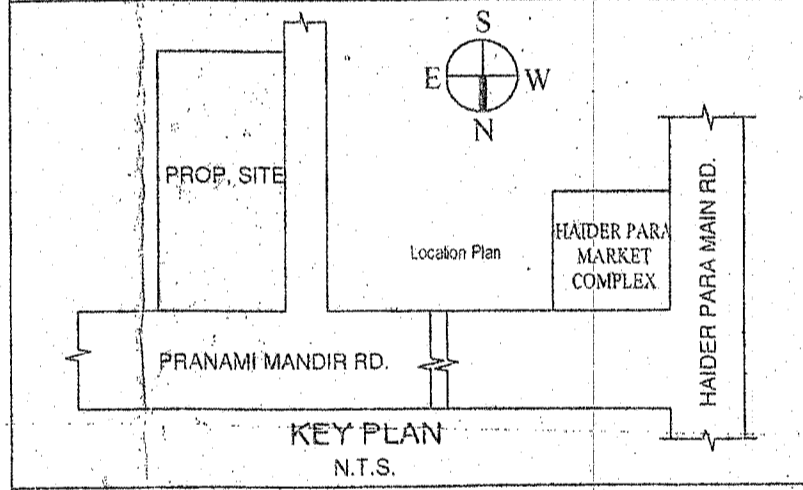 S
E W
N
PROP, SITE
Location Plan
HAIDER PARA
MARKET
COMPLEX
HAIDER PARA MAIN RD.
PRANAMI MANDIR RD.
KEY PLAN
N.T.S.